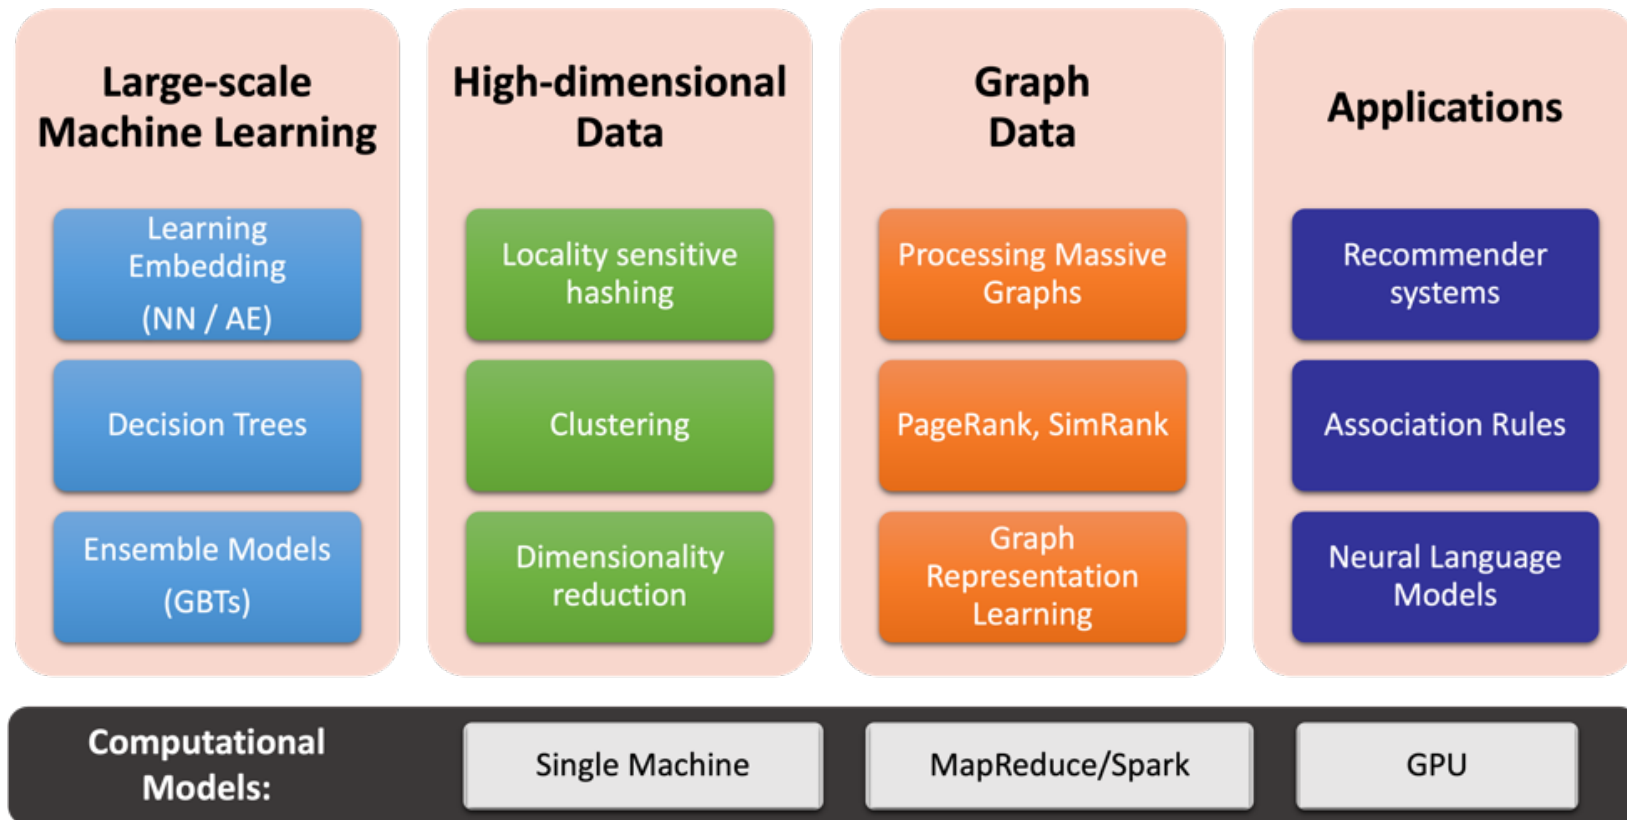 Large-scale
Machine Learning
Learning
Embedding
(NN / AE)
Decision Trees
Ensemble Models
(GBTs)
High-dimensional
Data
Locality sensitive
hashing
Clustering
Dimensionality
reduction
Graph
Data
Processing Massive
Graphs
PageRank, SimRank
Graph
Representation
Learning
Applications
Recommender
systems
Association Rules
Neural Language
Models
Computational
Models:
Single Machine
MapReduce/Spark
GPU